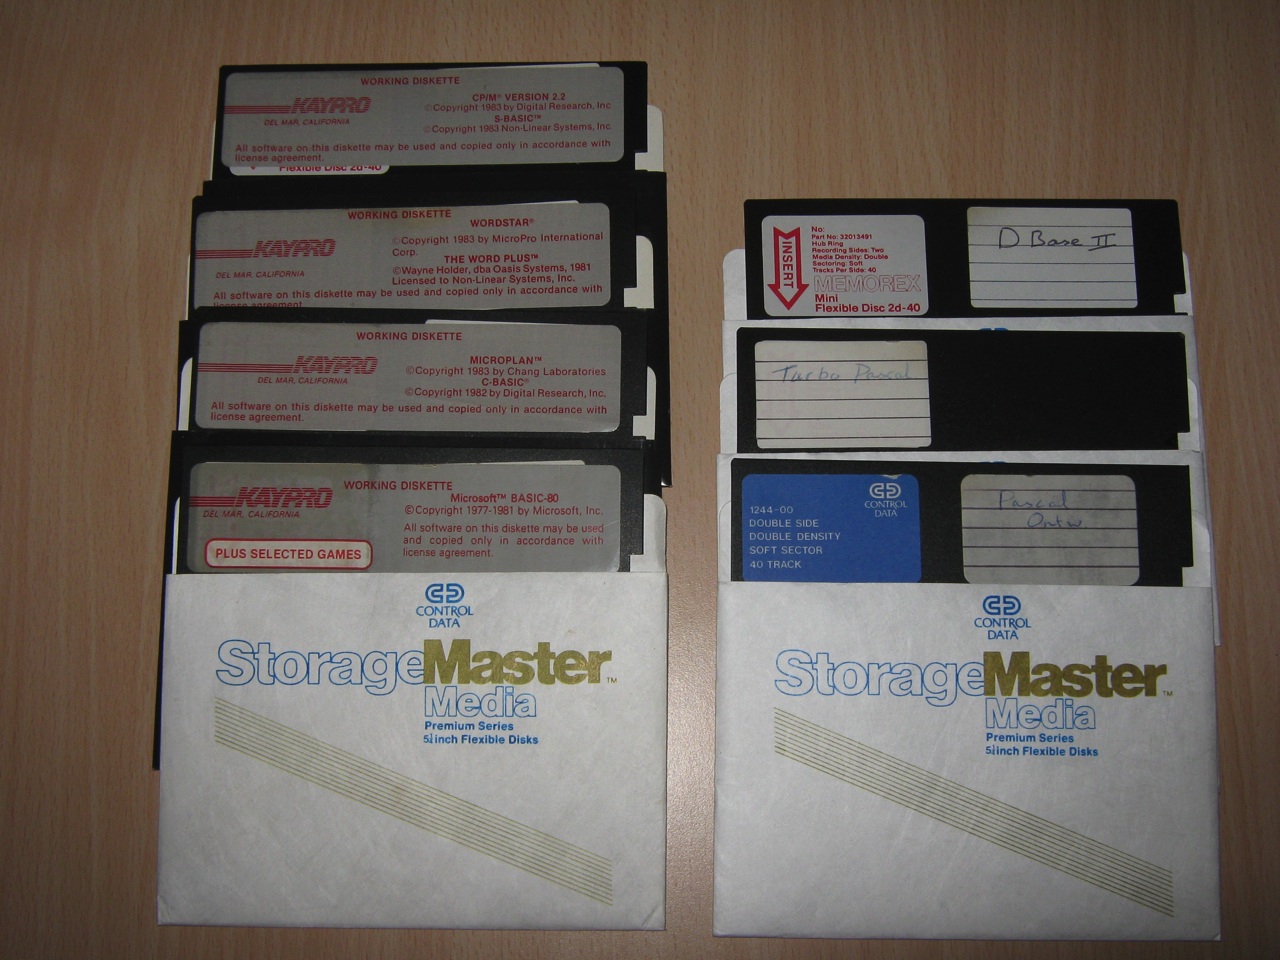 WORKING DISKETTE
KAYPRO
DEL MAR, CALIFORNIA
CP/M® VERSION 2.2
©Copyright 1983 by Digital Research, Inc
S-BASIC™
©Copyright 1983 Non-Linear Systems, Inc.
All software on this diskette may be used and copied only in accordance with
license agreement.
Flexible Disc 2d-40
WORKING DISKETTE
KAYPRO
DEL MAR, CALIFORNIA
WORDSTAR®
©Copyright 1983 by MicroPro International
Corp.
THE WORD PLUS™
©Wayne Holder, dba Oasis Systems, 1981
Licensed to Non-Linear Systems, Inc.
All software on this diskette may be used and copied only in accordance with
license agreement
WORKING DISKETTE
KAYPRO
DEL MAR, CALIFORNIA
MICROPLAN™
©Copyright 1983 by Chang Laboratories
C-BASIC®
©Copyright 1982 by Digital Research, Inc.
All software on this diskette may be used and copied only in accordance with
license agreement.
WORKING DISKETTE
KAYPRO
DEL MAR, CALIFORNIA
PLUS SELECTED GAMES
Microsoft™ BASIC-80
©Copyright 1977-1981 by Microsoft, Inc.
All software on this diskette may be used
and copied only in accordance with
license agreement.
CONTROL
DATA
StorageMaster™
Media
Premium Series
5¼inch Flexible Disks
INSERT
No:
Part No: 32013491
Hub Ring
Recording Sides: Two
Media Density: Double
Sectoring: Soft
Tracks Per Side: 40
MEMOREX
Mini
Flexible Disc 2d-40
D Base II
Turbo Pascal
1244-00
DOUBLE SIDE
DOUBLE DENSITY
SOFT SECTOR
40 TRACK
CONTROL
DATA
Pascal
CONTROL
DATA
StorageMaster™
Media
Premium Series
5¼inch Flexible Disks